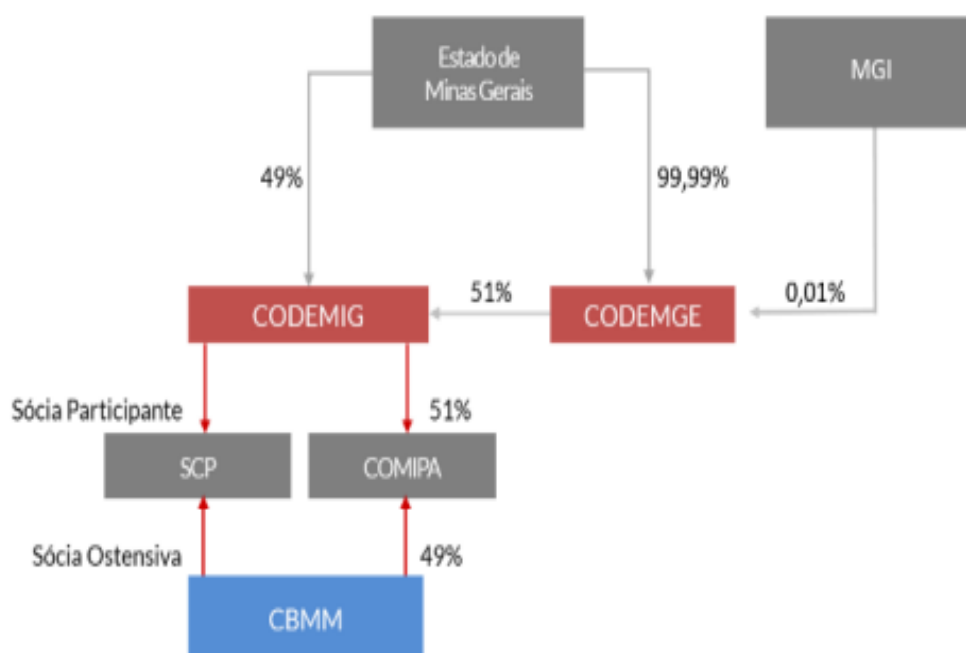 Estado de
Minas Gerais
MGI
49%
99,99%
51%
0,01%
CODEMIG
CODEMGE
Sócia Participante
51%
SCP
COMIPA
Sócia Ostensiva
49%
CBMM